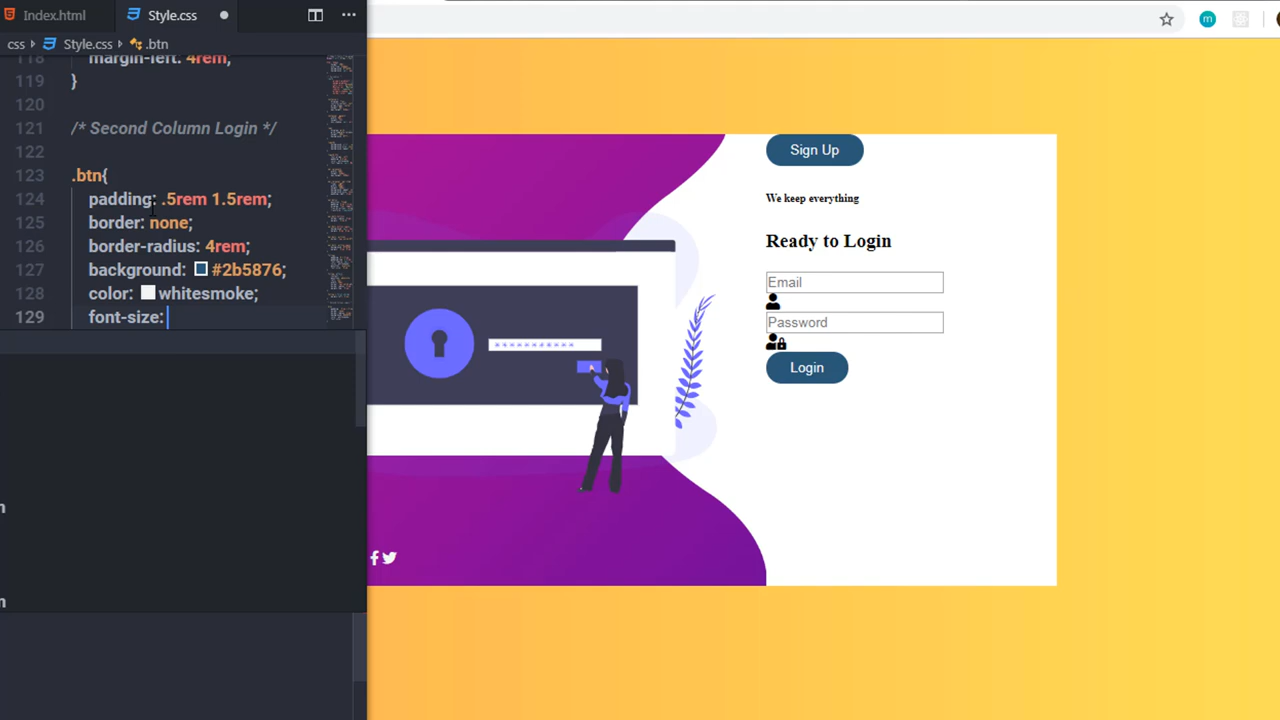 Index.html
Style.css
css
Style.css
.btn
118
margin-left: 4rem;
119
}
120
121
/* Second Column Login */
122
123
.btn{
124
padding: .5rem 1.5rem;
125
border: none;
126
border-radius: 4rem;
127
background: #2b5876;
128
color: whitesmoke;
129
font-size:
m
Sign Up
We keep everything
Ready to Login
Email
Password
Login